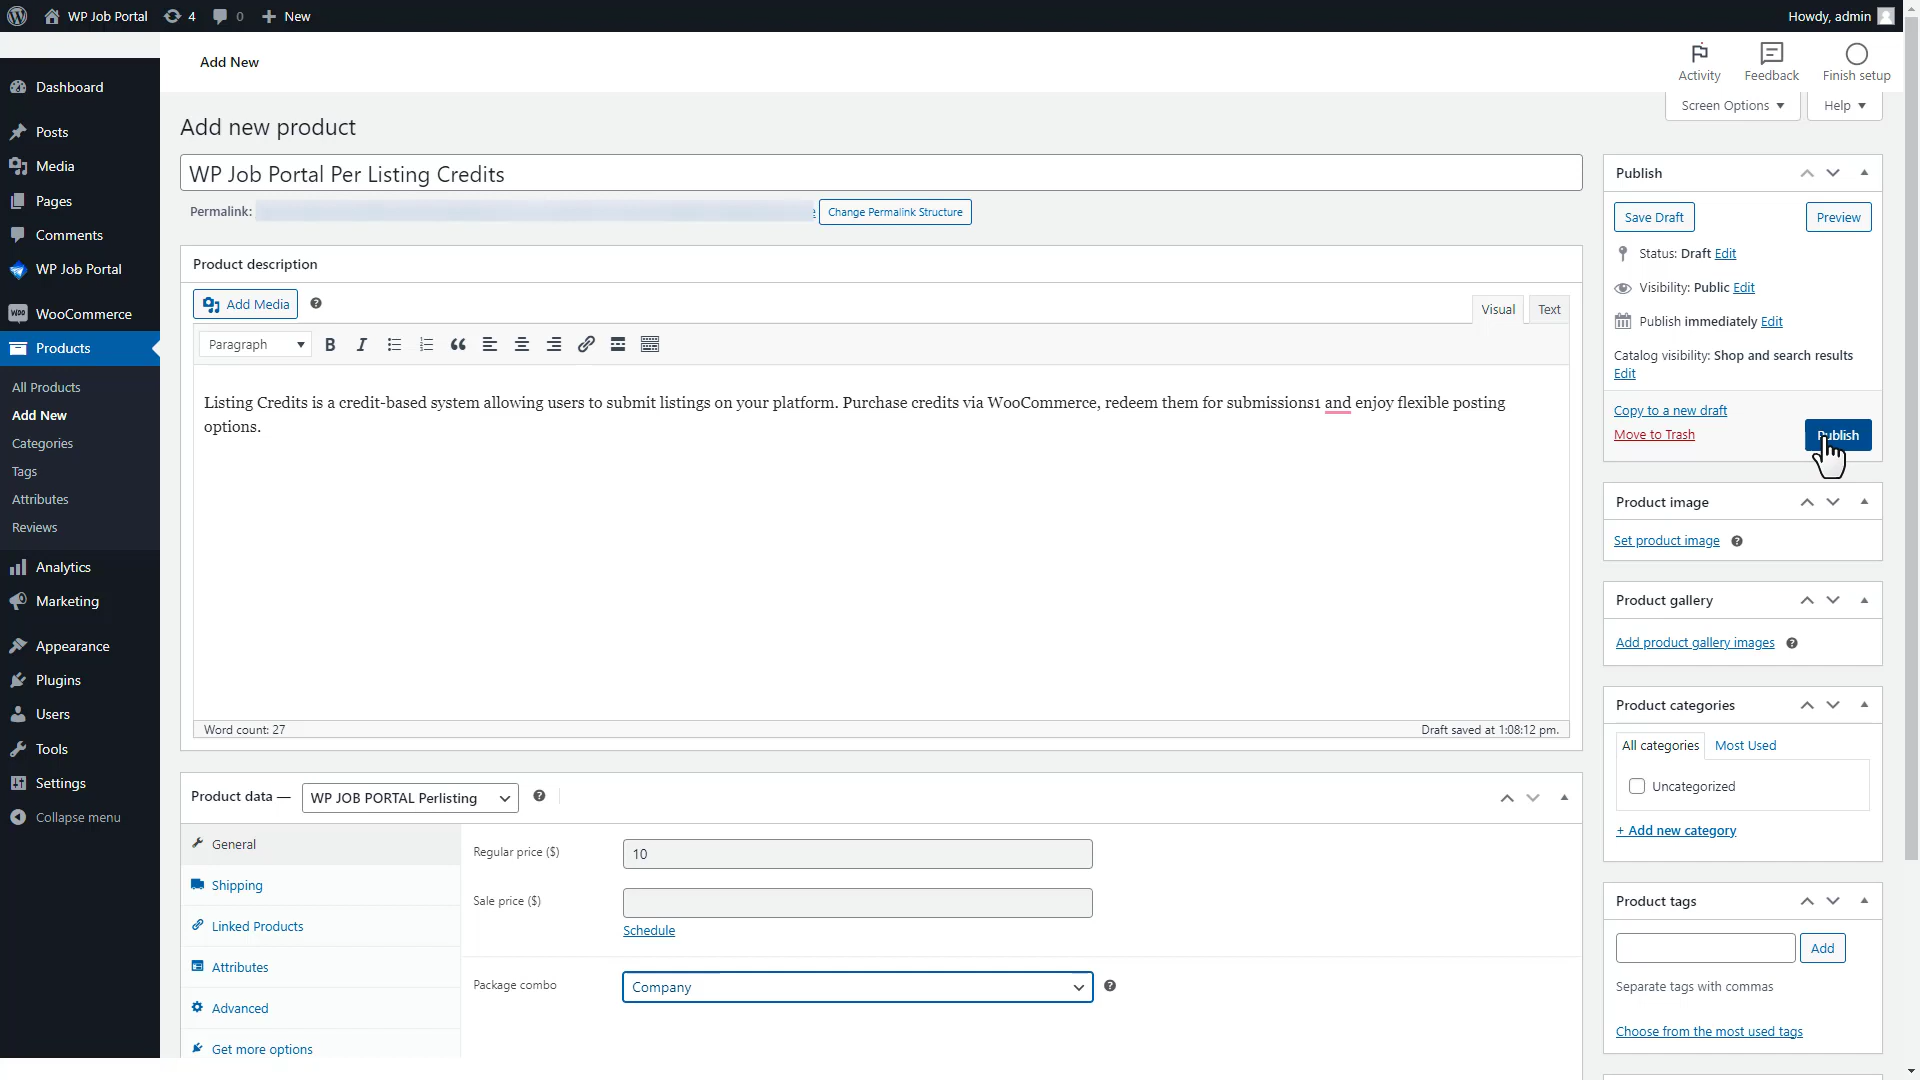 WP Job Portal
4
0
New
Howdy, admin
Add New
Activity
Feedback
Finish setup
Screen Options
Help
Dashboard
Posts
Media
Pages
Comments
WP Job Portal
WooCommerce
Products
All Products
Add New
Categories
Tags
Attributes
Reviews
Analytics
Marketing
Appearance
Plugins
Users
Tools
Settings
Collapse menu
Add new product
WP Job Portal Per Listing Credits
Permalink:
Change Permalink Structure
Product description
Add Media
Visual
Text
Paragraph
Listing Credits is a credit-based system allowing users to submit listings on your platform. Purchase credits via WooCommerce, redeem them for submissions1 and enjoy flexible posting
options.
Word count: 27
Draft saved at 1:08:12 pm.
Product data —
WP JOB PORTAL Perlisting
General
Shipping
Linked Products
Attributes
Advanced
Get more options
Regular price ($)
10
Sale price ($)
Schedule
Package combo
Company
Publish
Save Draft
Preview
Status: Draft Edit
Visibility: Public Edit
Publish immediately Edit
Catalog visibility: Shop and search results
Edit
Copy to a new draft
Move to Trash
Publish
Product image
Set product image
Product gallery
Add product gallery images
Product categories
All categories
Most Used
Uncategorized
+ Add new category
Product tags
Add
Separate tags with commas
Choose from the most used tags